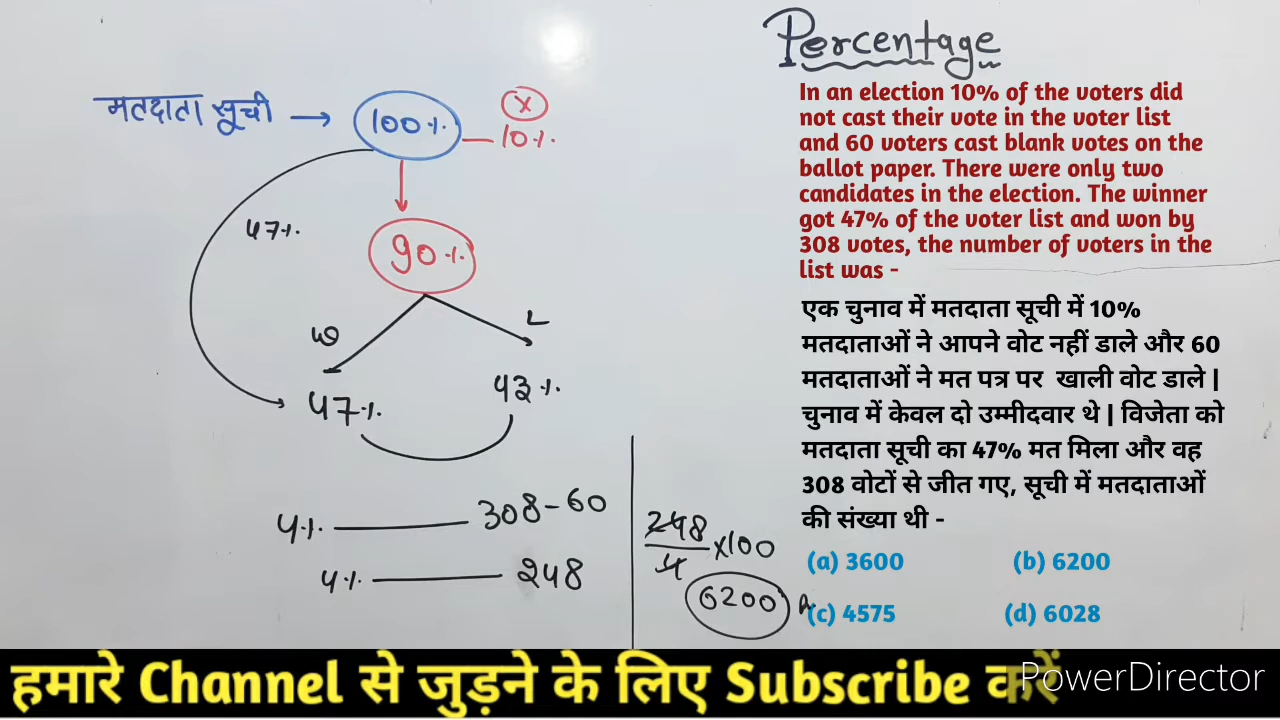 Percentage
In an election 10% of the voters did
not cast their vote in the voter list
and 60 voters cast blank votes on the
ballot paper. There were only two
candidates in the election. The winner
got 47% of the voter list and won by
308 votes, the number of voters in the
list was -
एक चुनाव में मतदाता सूची में 10%
मतदाताओं ने आपने वोट नहीं डाले और 60
मतदाताओं ने मत पत्र पर खाली वोट डाले |
चुनाव में केवल दो उम्मीदवार थे | विजेता को
मतदाता सूची का 47% मत मिला और वह
308 वोटों से जीत गए, सूची में मतदाताओं
की संख्या थी -
(a) 3600 (b) 6200
(c) 4575 (d) 6028
मतदाता सूची → 100% X
10%
47%
90%
W L
47% 43%
4% 308-60
4% 248
248/4 ×100
6200
हमारे Channel से जुड़ने के लिए Subscribe करें
PowerDirector